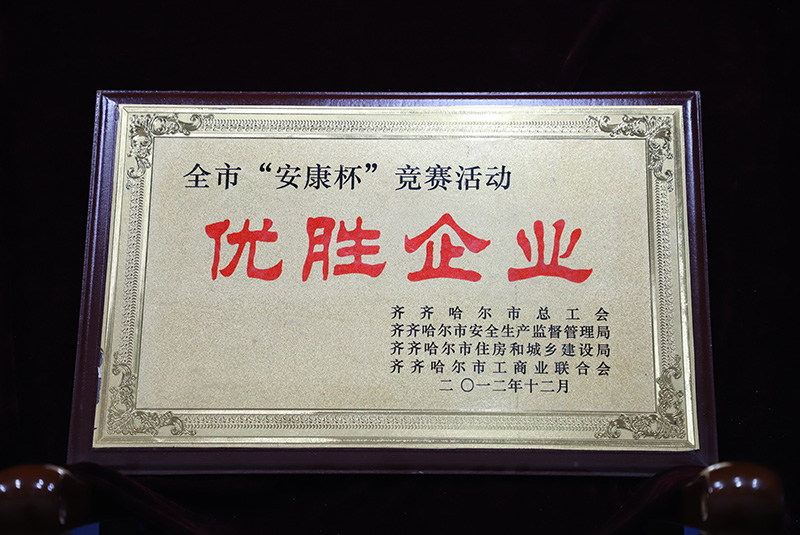 全市“安康杯”竞赛活动
优胜企业
齐齐哈尔市总工会
齐齐哈尔市安全生产监督管理局
齐齐哈尔市住房和城乡建设局
齐齐哈尔市工商业联合会
二〇一二年十二月